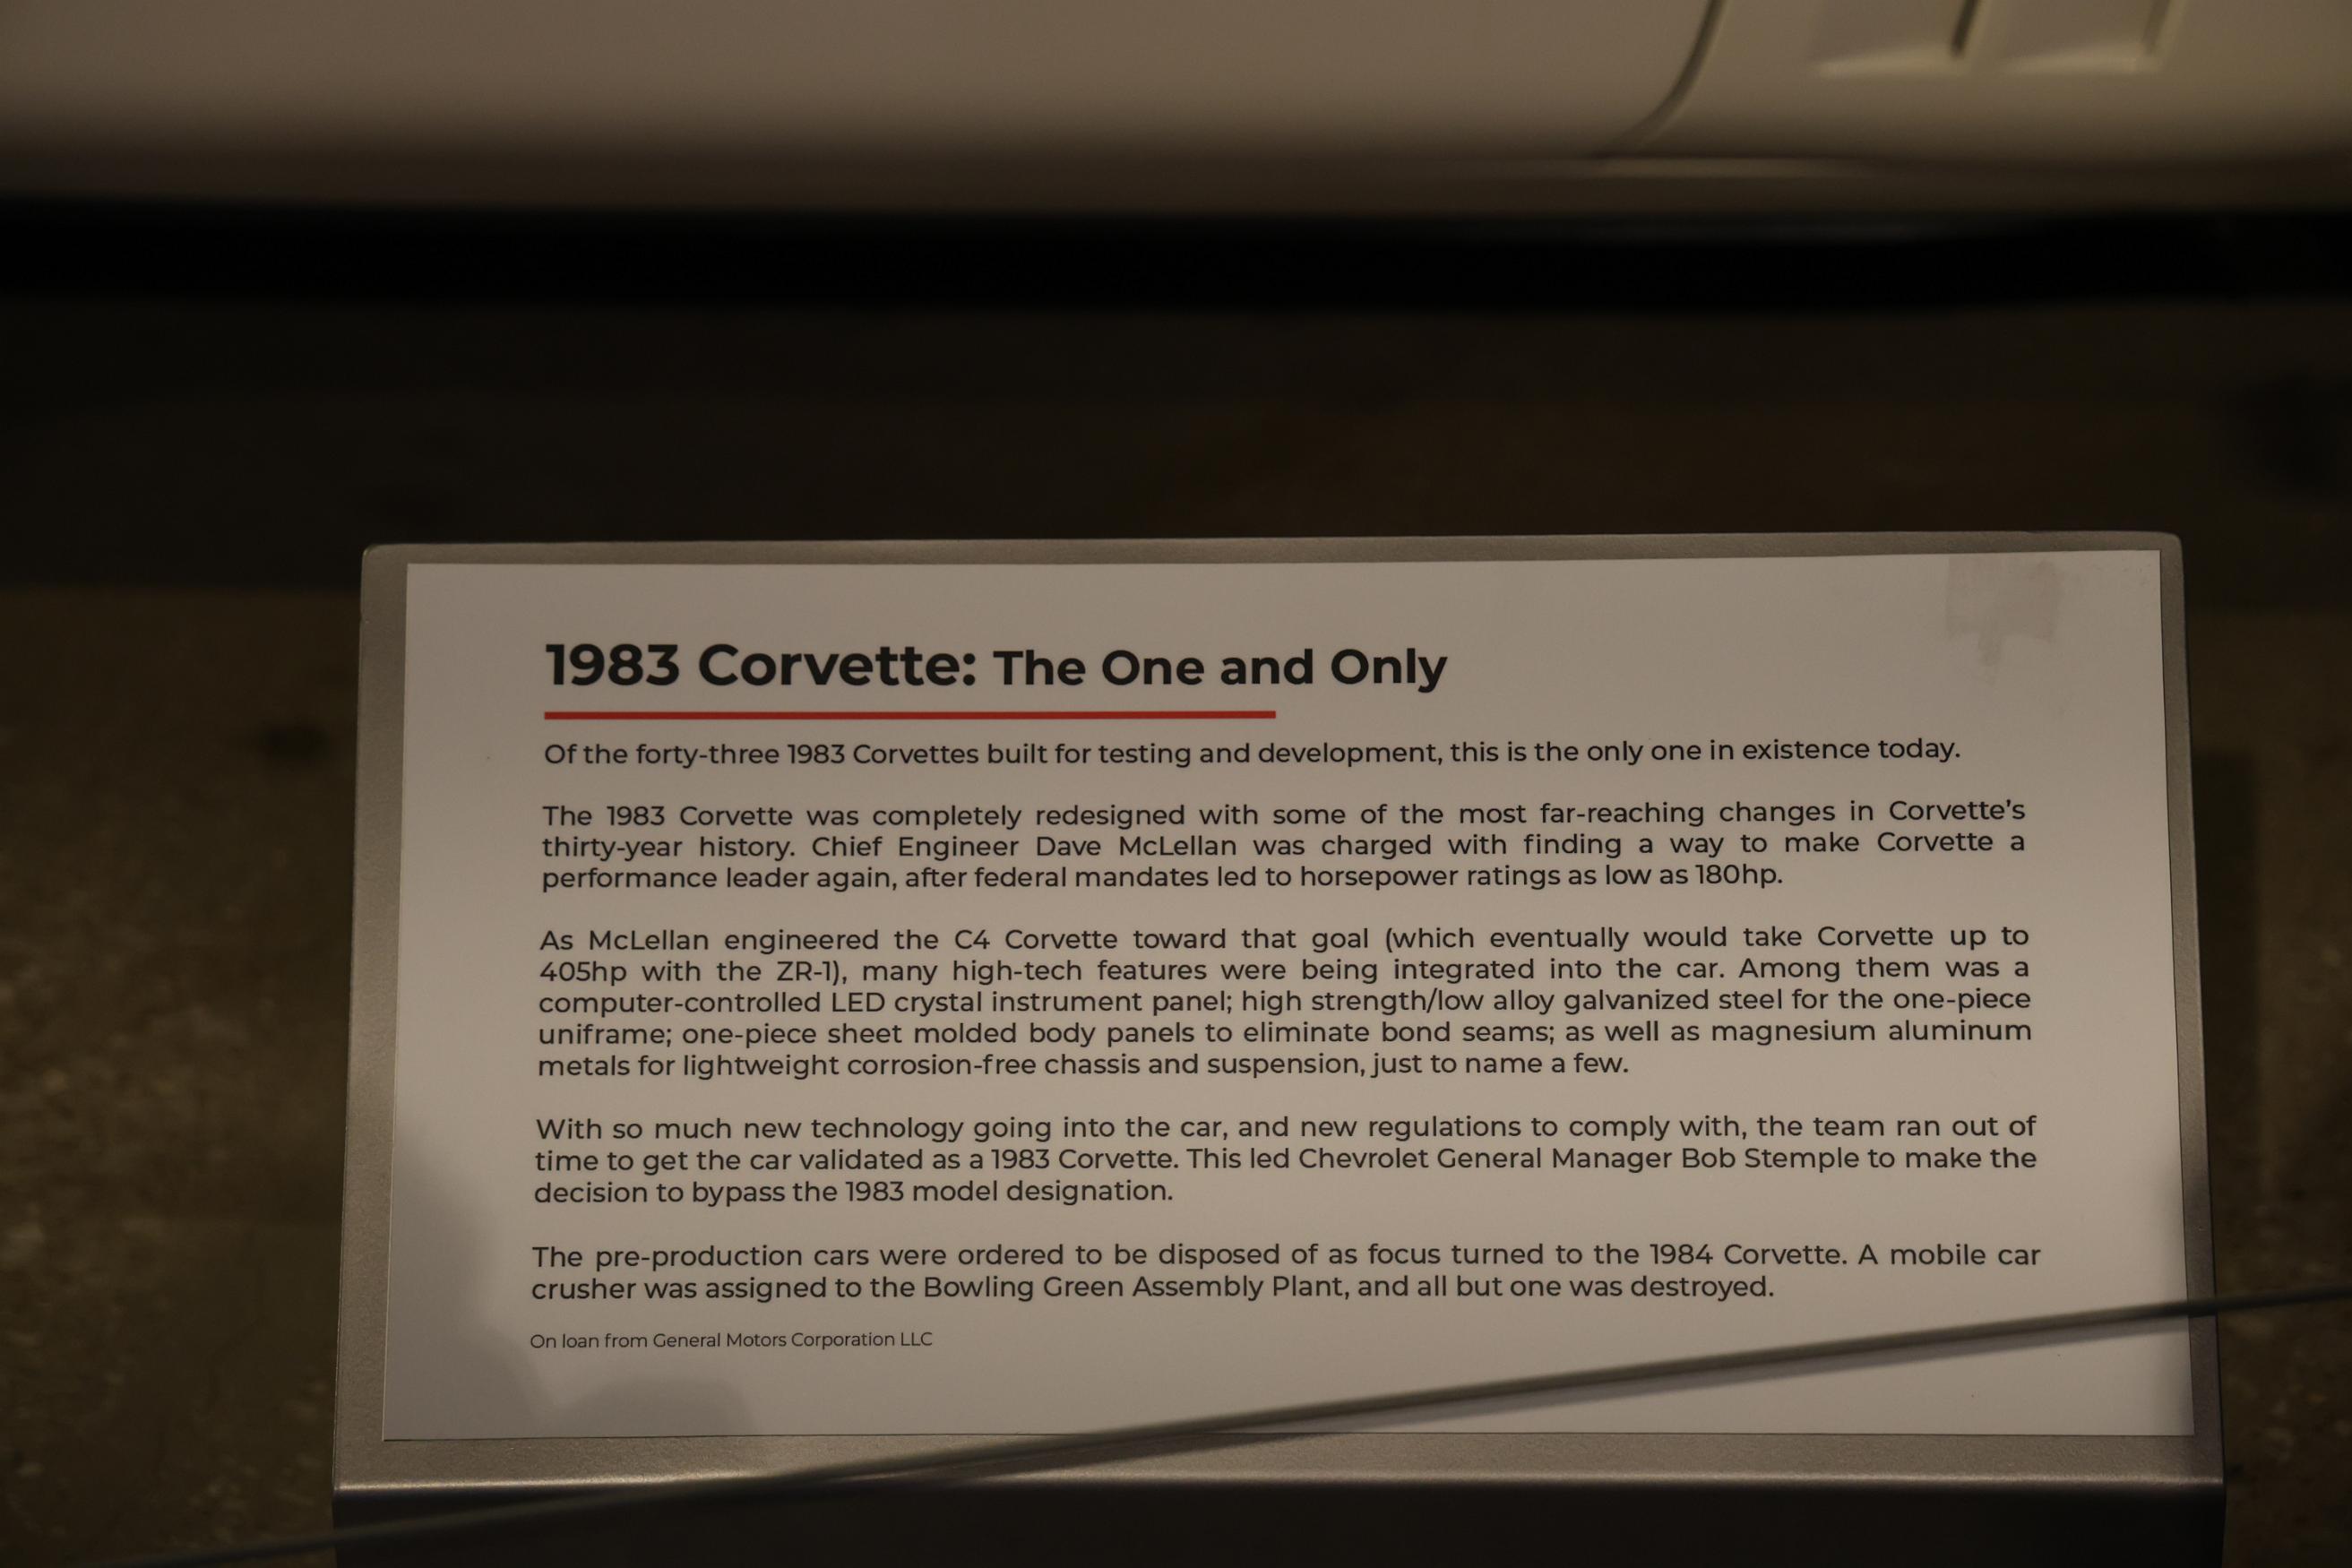 1983 Corvette: The One and Only
Of the forty-three 1983 Corvettes built for testing and development, this is the only one in existence today.
The 1983 Corvette was completely redesigned with some of the most far-reaching changes in Corvette's
thirty-year history. Chief Engineer Dave McLellan was charged with finding a way to make Corvette a
performance leader again, after federal mandates led to horsepower ratings as low as 180hp.
As McLellan engineered the C4 Corvette toward that goal (which eventually would take Corvette up to
405hp with the ZR-1), many high-tech features were being integrated into the car. Among them was a
computer-controlled LED crystal instrument panel; high strength/low alloy galvanized steel for the one-piece
uniframe; one-piece sheet molded body panels to eliminate bond seams; as well as magnesium aluminum
metals for lightweight corrosion-free chassis and suspension, just to name a few.
With so much new technology going into the car, and new regulations to comply with, the team ran out of
time to get the car validated as a 1983 Corvette. This led Chevrolet General Manager Bob Stemple to make the
decision to bypass the 1983 model designation.
The pre-production cars were ordered to be disposed of as focus turned to the 1984 Corvette. A mobile car
crusher was assigned to the Bowling Green Assembly Plant, and all but one was destroyed.
On loan from General Motors Corporation LLC